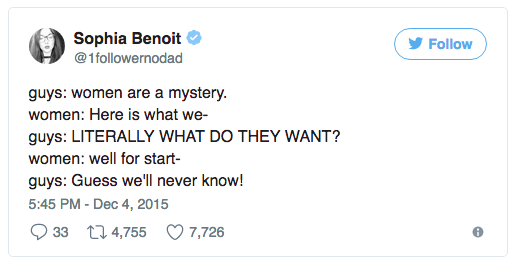 Sophia Benoit
Follow
@1followernodad
guys: women are a mystery.
women: Here is what we-
guys: LITERALLY WHAT DO THEY WANT?
women: well for start-
guys: Guess we'll never know!
5:45 PM - Dec 4, 2015
33 4,755 7,726